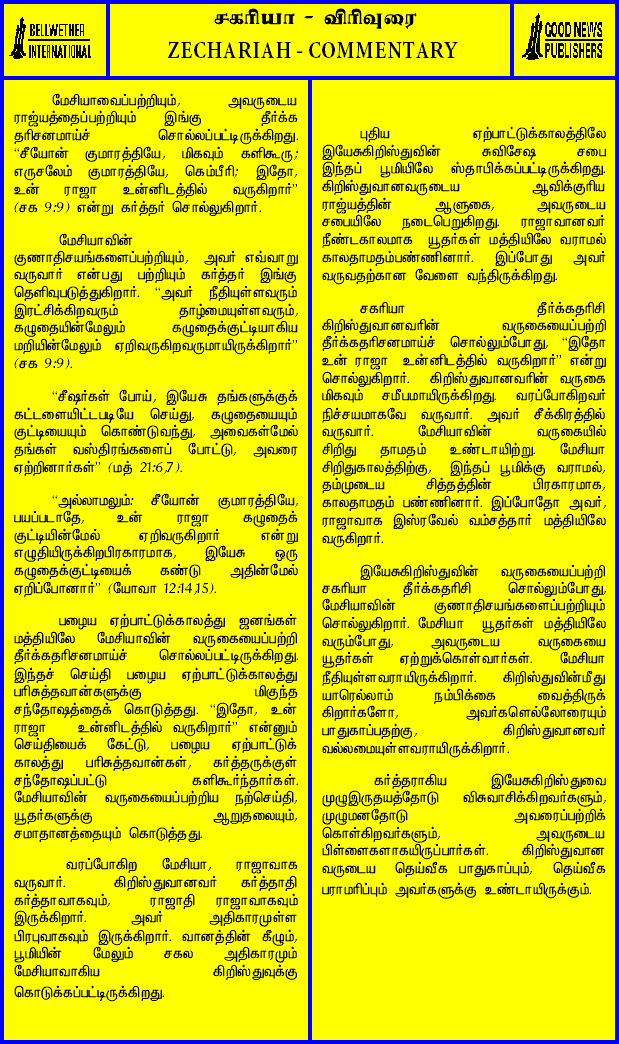 BELLWETHER
INTERNATIONAL
சகரியா - விரிவுரை
ZECHARIAH - COMMENTARY
GOOD NEWS
PUBLISHERS
மேசியாவைப்பற்றியும், அவருடைய
ராஜ்யத்தைப்பற்றியும் இங்கு தீர்க்க
தரிசனமாய்ச் சொல்லப்பட்டிருக்கிறது.
“சீயோன் குமாரத்தியே, மிகவும் களிகூரு;
எருசலேம் குமாரத்தியே, கெம்பீரி; இதோ,
உன் ராஜா உன்னிடத்தில் வருகிறார்”
(சக 9:9) என்று கர்த்தர் சொல்லுகிறார்.
மேசியாவின்
குணாதிசயங்களைப்பற்றியும், அவர் எவ்வாறு
வருவார் என்பது பற்றியும் கர்த்தர் இங்கு
தெளிவுபடுத்துகிறார். “அவர் நீதியுள்ளவரும்
இரட்சிக்கிறவரும் தாழ்மையுள்ளவரும்,
கழுதையின்மேலும் கழுதைக்குட்டியாகிய
மறியின்மேலும் ஏறிவருகிறவருமாயிருக்கிறார்”
(சக 9:9).
“சீஷர்கள் போய், இயேசு தங்களுக்குக்
கட்டளையிட்டபடியே செய்து, கழுதையையும்
குட்டியையும் கொண்டுவந்து, அவைகள்மேல்
தங்கள் வஸ்திரங்களைப் போட்டு, அவரை
ஏற்றினார்கள்” (மத் 21:6,7).
“அல்லாமலும்: சீயோன் குமாரத்தியே,
பயப்படாதே, உன் ராஜா கழுதைக்
குட்டியின்மேல் ஏறிவருகிறார் என்று
எழுதியிருக்கிறபிரகாரமாக, இயேசு ஒரு
கழுதைக்குட்டியைக் கண்டு அதின்மேல்
ஏறிப்போனார்” (யோவா 12:14,15).
பழைய ஏற்பாட்டுக்காலத்து ஜனங்கள்
மத்தியிலே மேசியாவின் வருகையைப்பற்றி
தீர்க்கதரிசனமாய்ச் சொல்லப்பட்டிருக்கிறது.
இந்தச் செய்தி பழைய ஏற்பாட்டுக்காலத்து
பரிசுத்தவான்களுக்கு மிகுந்த
சந்தோஷத்தைக் கொடுத்தது. “இதோ, உன்
ராஜா உன்னிடத்தில் வருகிறார்” என்னும்
செய்தியைக் கேட்டு, பழைய ஏற்பாட்டுக்
காலத்து பரிசுத்தவான்கள், கர்த்தருக்குள்
சந்தோஷப்பட்டு களிகூர்ந்தார்கள்.
மேசியாவின் வருகையைப்பற்றிய நற்செய்தி,
யூதர்களுக்கு ஆறுதலையும்,
சமாதானத்தையும் கொடுத்தது.
வரப்போகிற மேசியா, ராஜாவாக
வருவார். கிறிஸ்துவானவர் கர்த்தாதி
கர்த்தாவாகவும், ராஜாதி ராஜாவாகவும்
இருக்கிறார். அவர் அதிகாரமுள்ள
பிரபுவாகவும் இருக்கிறார். வானத்தின் கீழும்,
பூமியின் மேலும் சகல அதிகாரமும்
மேசியாவாகிய கிறிஸ்துவுக்கு
கொடுக்கப்பட்டிருக்கிறது.
புதிய ஏற்பாட்டுக்காலத்திலே
இயேசுகிறிஸ்துவின் சுவிசேஷ சபை
இந்தப் பூமியிலே ஸ்தாபிக்கப்பட்டிருக்கிறது.
கிறிஸ்துவானவருடைய ஆவிக்குரிய
ராஜ்யத்தின் ஆளுகை, அவருடைய
சபையிலே நடைபெறுகிறது. ராஜாவானவர்
நீண்டகாலமாக யூதர்கள் மத்தியிலே வராமல்
காலதாமதம்பண்ணினார். இப்போது அவர்
வருவதற்கான வேளை வந்திருக்கிறது.
சகரியா தீர்க்கதரிசி
கிறிஸ்துவானவரின் வருகையைப்பற்றி
தீர்க்கதரிசனமாய்ச் சொல்லும்போது, “இதோ
உன் ராஜா உன்னிடத்தில் வருகிறார்” என்று
சொல்லுகிறார். கிறிஸ்துவானவரின் வருகை
மிகவும் சமீபமாயிருக்கிறது. வரப்போகிறவர்
நிச்சயமாகவே வருவார். அவர் சீக்கிரத்தில்
வருவார். மேசியாவின் வருகையில்
சிறிது தாமதம் உண்டாயிற்று. மேசியா
சிறிதுகாலத்திற்கு, இந்தப் பூமிக்கு வராமல்,
தம்முடைய சித்தத்தின் பிரகாரமாக,
காலதாமதம் பண்ணினார். இப்போதோ அவர்,
ராஜாவாக இஸ்ரவேல் வம்சத்தார் மத்தியிலே
வருகிறார்.
இயேசுகிறிஸ்துவின் வருகையைப்பற்றி
சகரியா தீர்க்கதரிசி சொல்லும்போது,
மேசியாவின் குணாதிசயங்களைப்பற்றியும்
சொல்லுகிறார். மேசியா யூதர்கள் மத்தியிலே
வரும்போது, அவருடைய வருகையை
யூதர்கள் ஏற்றுக்கொள்வார்கள். மேசியா
நீதியுள்ளவராயிருக்கிறார். கிறிஸ்துவின்மீது
யாரெல்லாம் நம்பிக்கை வைத்திருக்
கிறார்களோ, அவர்களெல்லோரையும்
பாதுகாப்பதற்கு, கிறிஸ்துவானவர்
வல்லமையுள்ளவராயிருக்கிறார்.
கர்த்தராகிய இயேசுகிறிஸ்துவை
முழுஇருதயத்தோடு விசுவாசிக்கிறவர்களும்,
முழுமனதோடு அவரைப்பற்றிக்
கொள்கிறவர்களும், அவருடைய
பிள்ளைகளாகயிருப்பார்கள். கிறிஸ்துவான
வருடைய தெய்வீக பாதுகாப்பும், தெய்வீக
பராமரிப்பும் அவர்களுக்கு உண்டாயிருக்கும்.